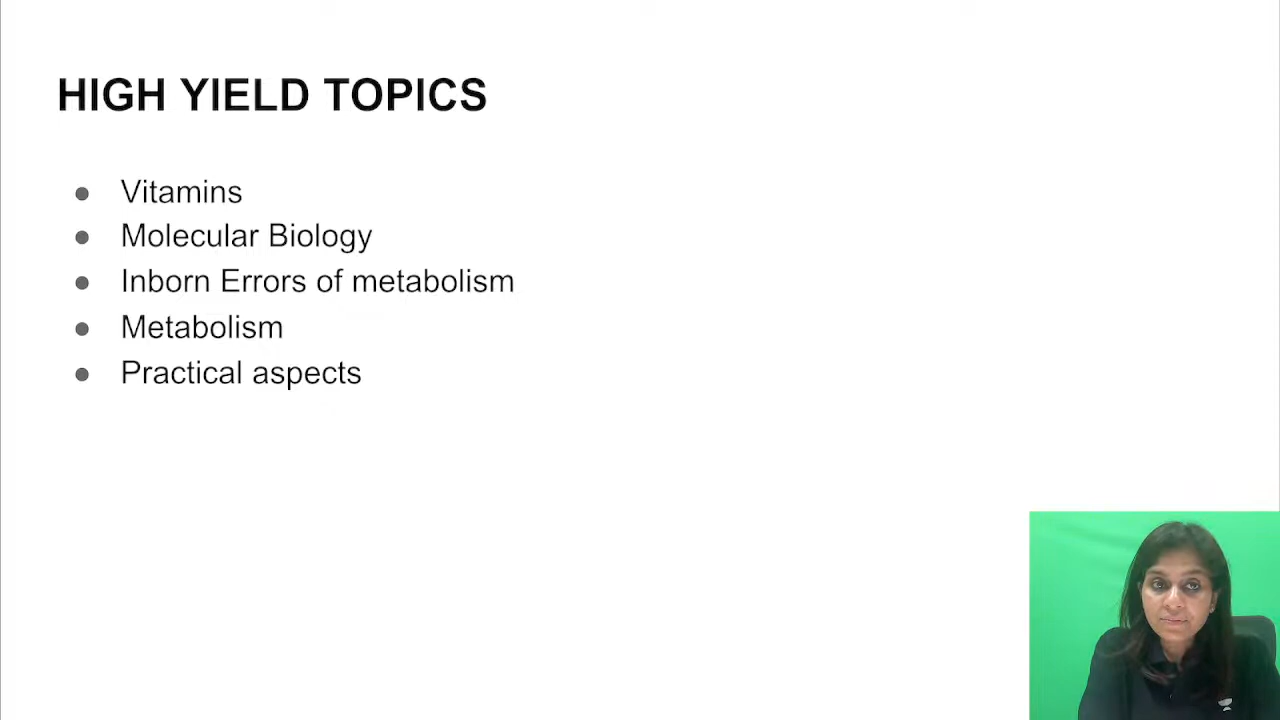 HIGH YIELD TOPICS
● Vitamins
● Molecular Biology
● Inborn Errors of metabolism
● Metabolism
● Practical aspects